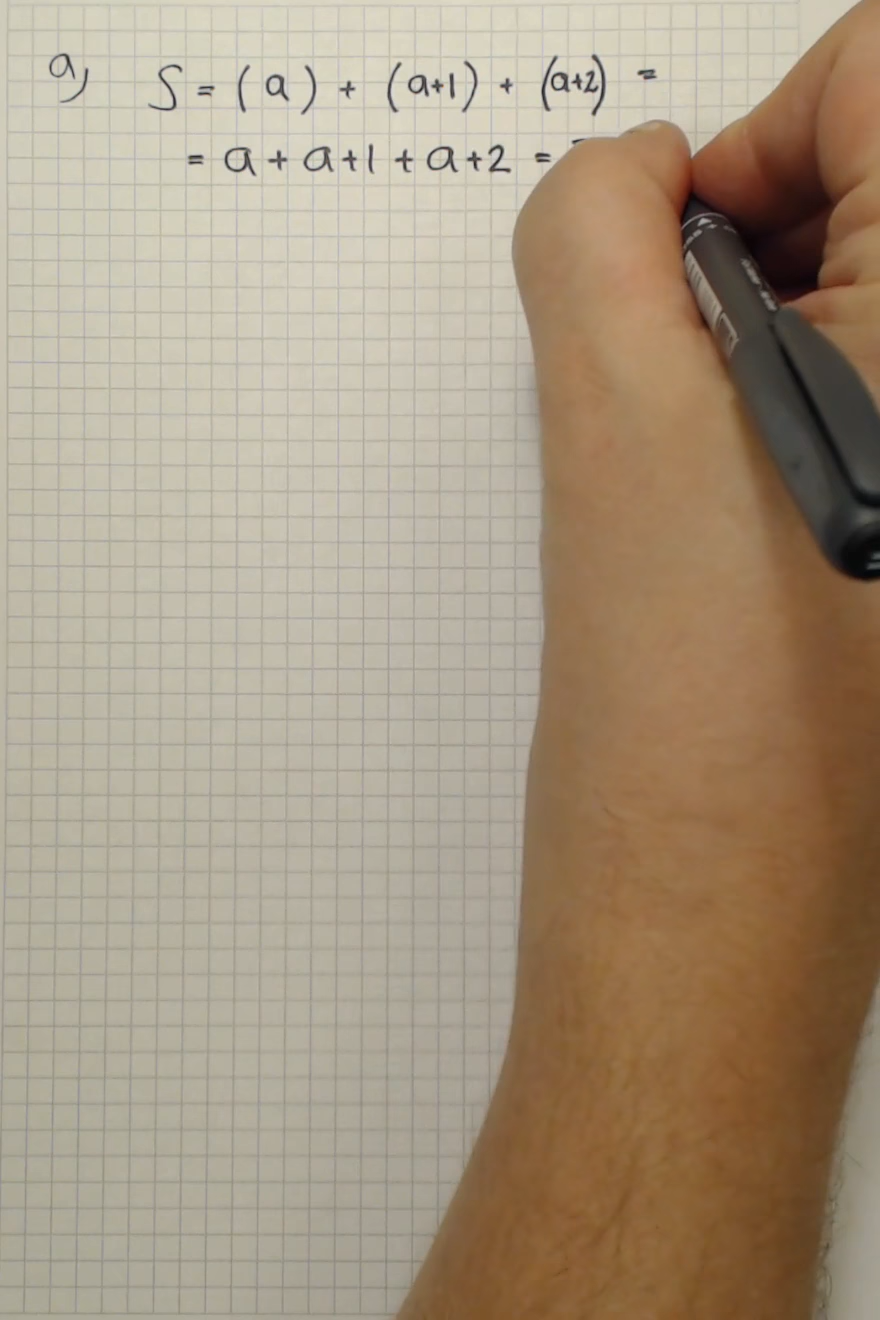 a) S = (a) + (a+1) + (a+2) =
= a + a+1 + a+2 =